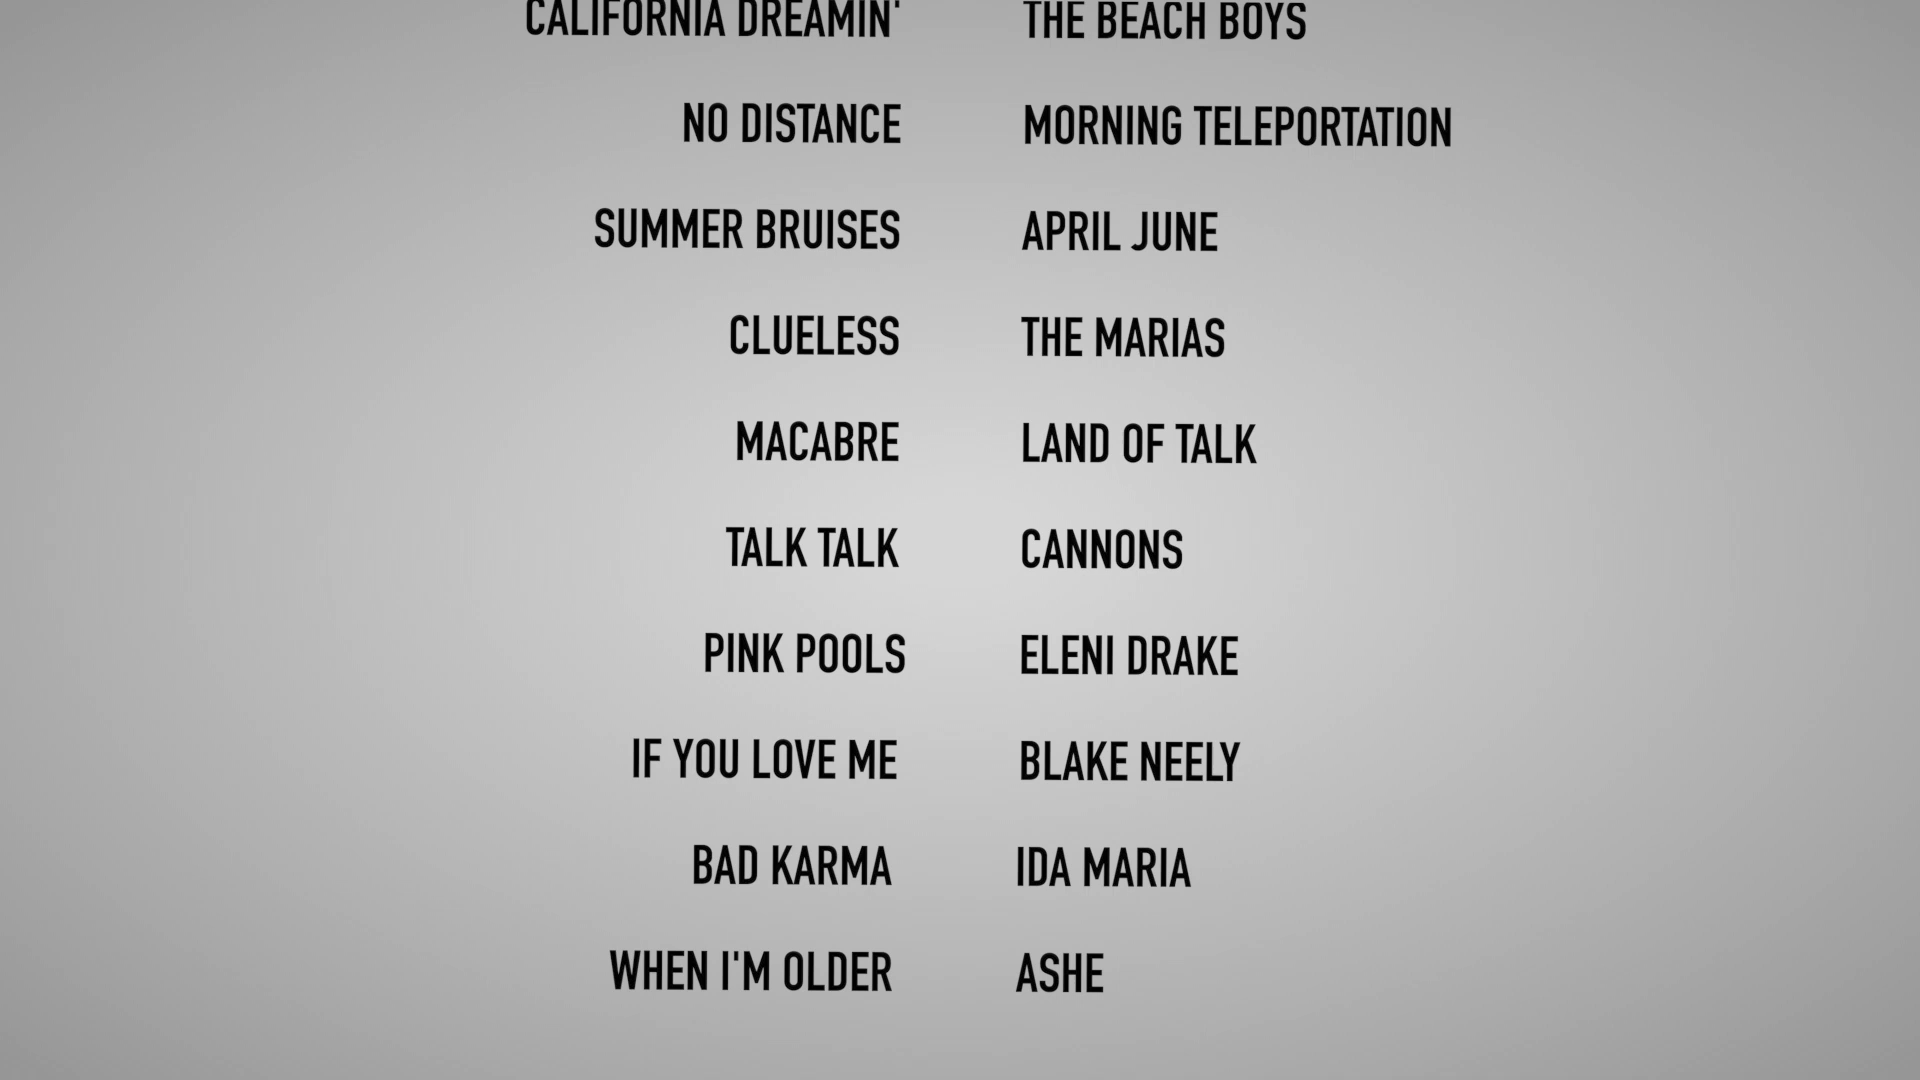 CALIFORNIA DREAMIN' THE BEACH BOYS
NO DISTANCE MORNING TELEPORTATION
SUMMER BRUISES APRIL JUNE
CLUELESS THE MARIAS
MACABRE LAND OF TALK
TALK TALK CANNONS
PINK POOLS ELENI DRAKE
IF YOU LOVE ME BLAKE NEELY
BAD KARMA IDA MARIA
WHEN I'M OLDER ASHE